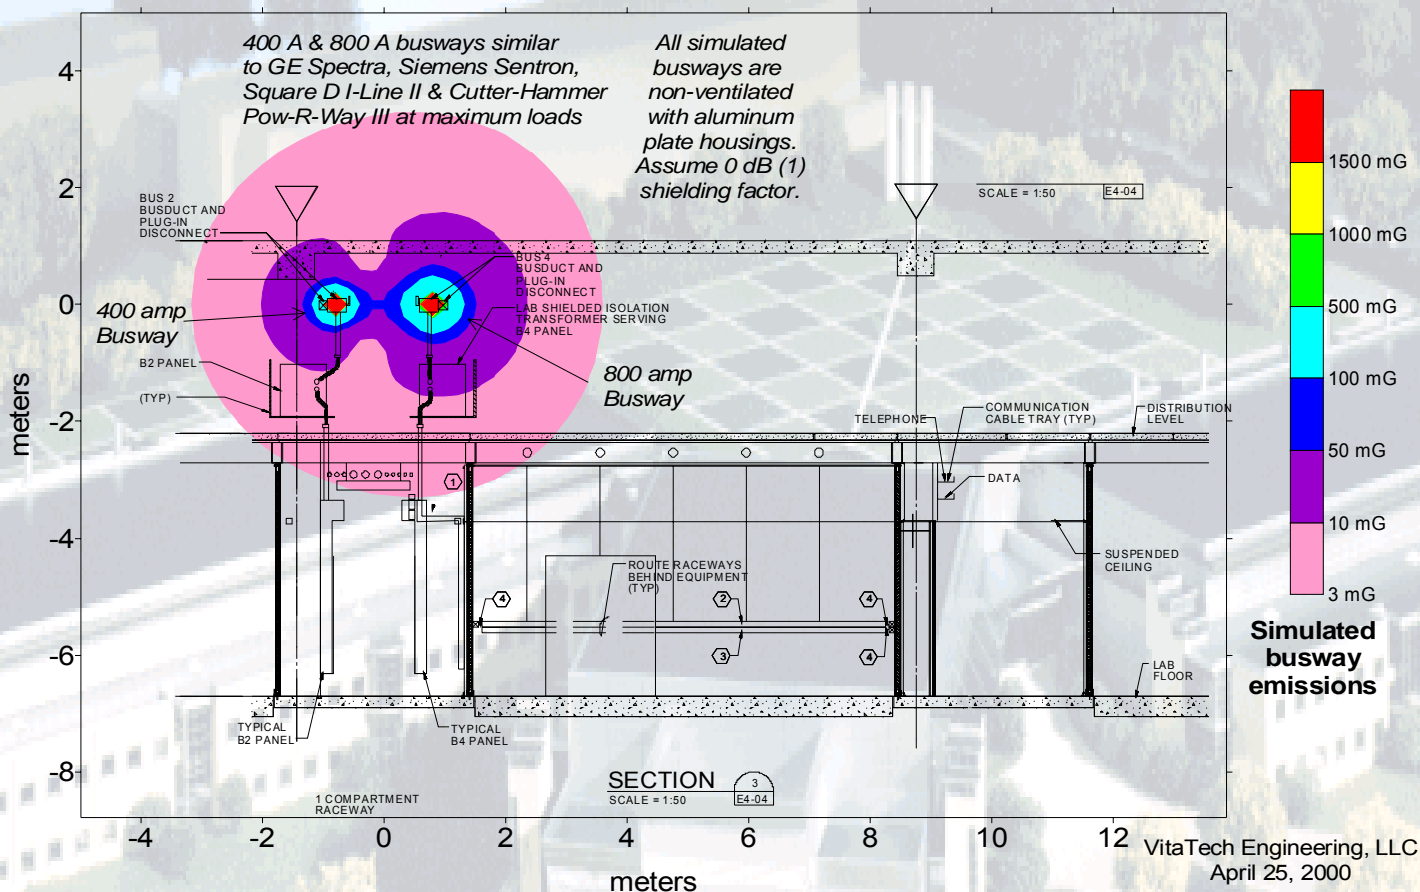 400 A & 800 A busways similar
to GE Spectra, Siemens Sentron,
Square D I-Line II & Cutter-Hammer
Pow-R-Way III at maximum loads
All simulated
busways are
non-ventilated
with aluminum
plate housings.
Assume 0 dB (1)
shielding factor.
4
2
0
-2
-4
-6
-8
meters
BUS 2
BUSDUCT AND
PLUG-IN
DISCONNECT
SCALE = 1:50
E4-04
BUS 4
BUSDUCT AND
PLUG-IN
DISCONNECT
LAB SHIELDED ISOLATION
TRANSFORMER SERVING
B4 PANEL
400 amp
Busway
B2 PANEL
(TYP)
800 amp
Busway
TELEPHONE
COMMUNICATION
CABLE TRAY (TYP)
DISTRIBUTION
LEVEL
DATA
1
SUSPENDED
CEILING
ROUTE RACEWAYS
BEHIND EQUIPMENT
(TYP)
4
2
4
3
4
LAB
FLOOR
TYPICAL
B2 PANEL
TYPICAL
B4 PANEL
SECTION
SCALE = 1:50
3
E4-04
1 COMPARTMENT
RACEWAY
1500 mG
1000 mG
500 mG
100 mG
50 mG
10 mG
3 mG
Simulated
busway
emissions
-4 -2 0 2 4 6 8 10 12
meters
VitaTech Engineering, LLC
April 25, 2000